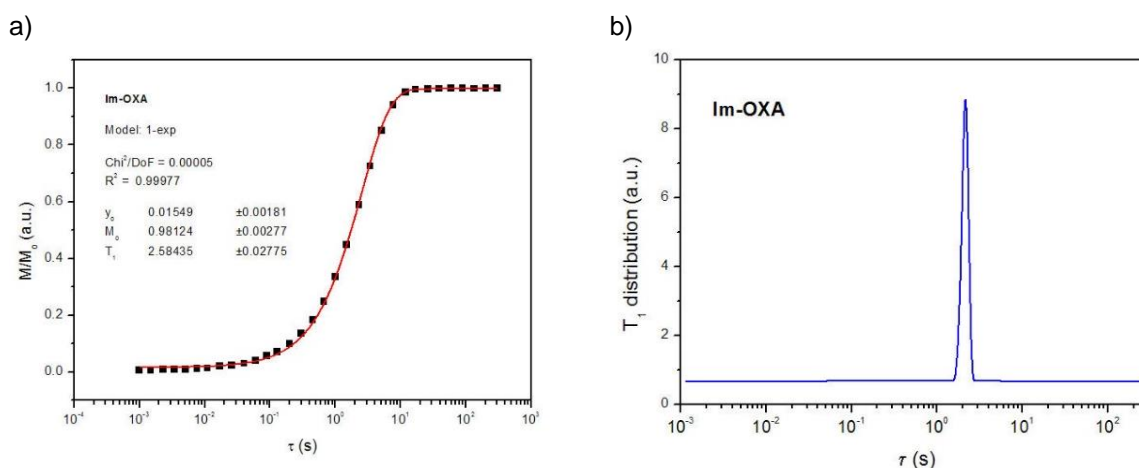 a)
Im-OXA
Model: 1-exp
Chi²/DoF = 0.00005
R² = 0.99977
y₀ 0.01549 ±0.00181
M₀ 0.98124 ±0.00277
T₁ 2.58435 ±0.02775
M/M₀ (a.u.)
1.0
0.8
0.6
0.4
0.2
0.0
10⁻⁴ 10⁻³ 10⁻² 10⁻¹ 10⁰ 10¹ 10² 10³
τ (s)
b)
Im-OXA
T₁ distribution (a.u.)
10
8
6
4
2
0
10⁻³ 10⁻² 10⁻¹ 10⁰ 10¹ 10²
τ (s)